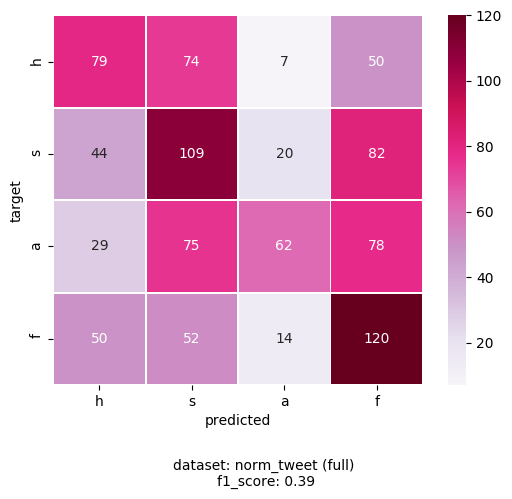 h 79 74 7 50
s 44 109 20 82
a 29 75 62 78
f 50 52 14 120
h s a f
predicted
target
120
100
80
60
40
20
dataset: norm_tweet (full)
f1_score: 0.39